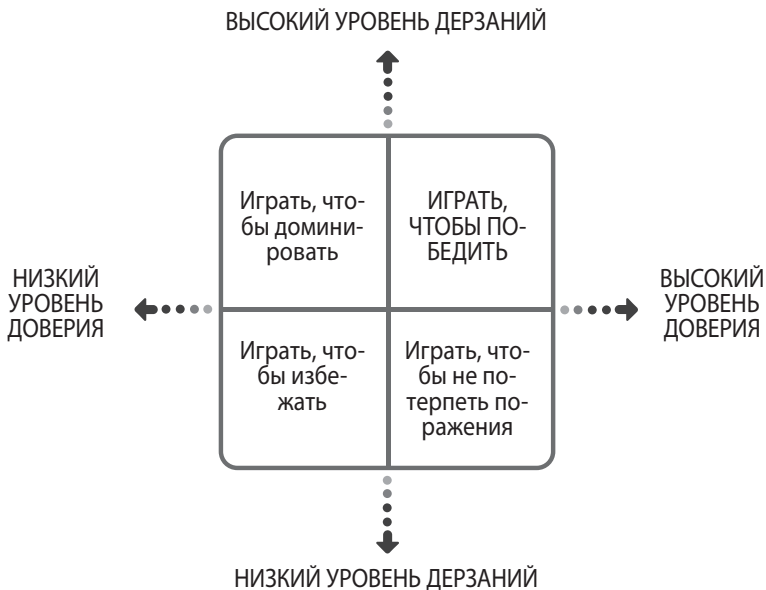 ВЫСОКИЙ УРОВЕНЬ ДЕРЗАНИЙ
Играть, что-
бы домини-
ровать
ИГРАТЬ,
ЧТОБЫ ПО-
БЕДИТЬ
НИЗКИЙ
УРОВЕНЬ
ДОВЕРИЯ
ВЫСОКИЙ
УРОВЕНЬ
ДОВЕРИЯ
Играть, что-
бы избе-
жать
Играть, что-
бы не по-
терпеть по-
ражения
НИЗКИЙ УРОВЕНЬ ДЕРЗАНИЙ